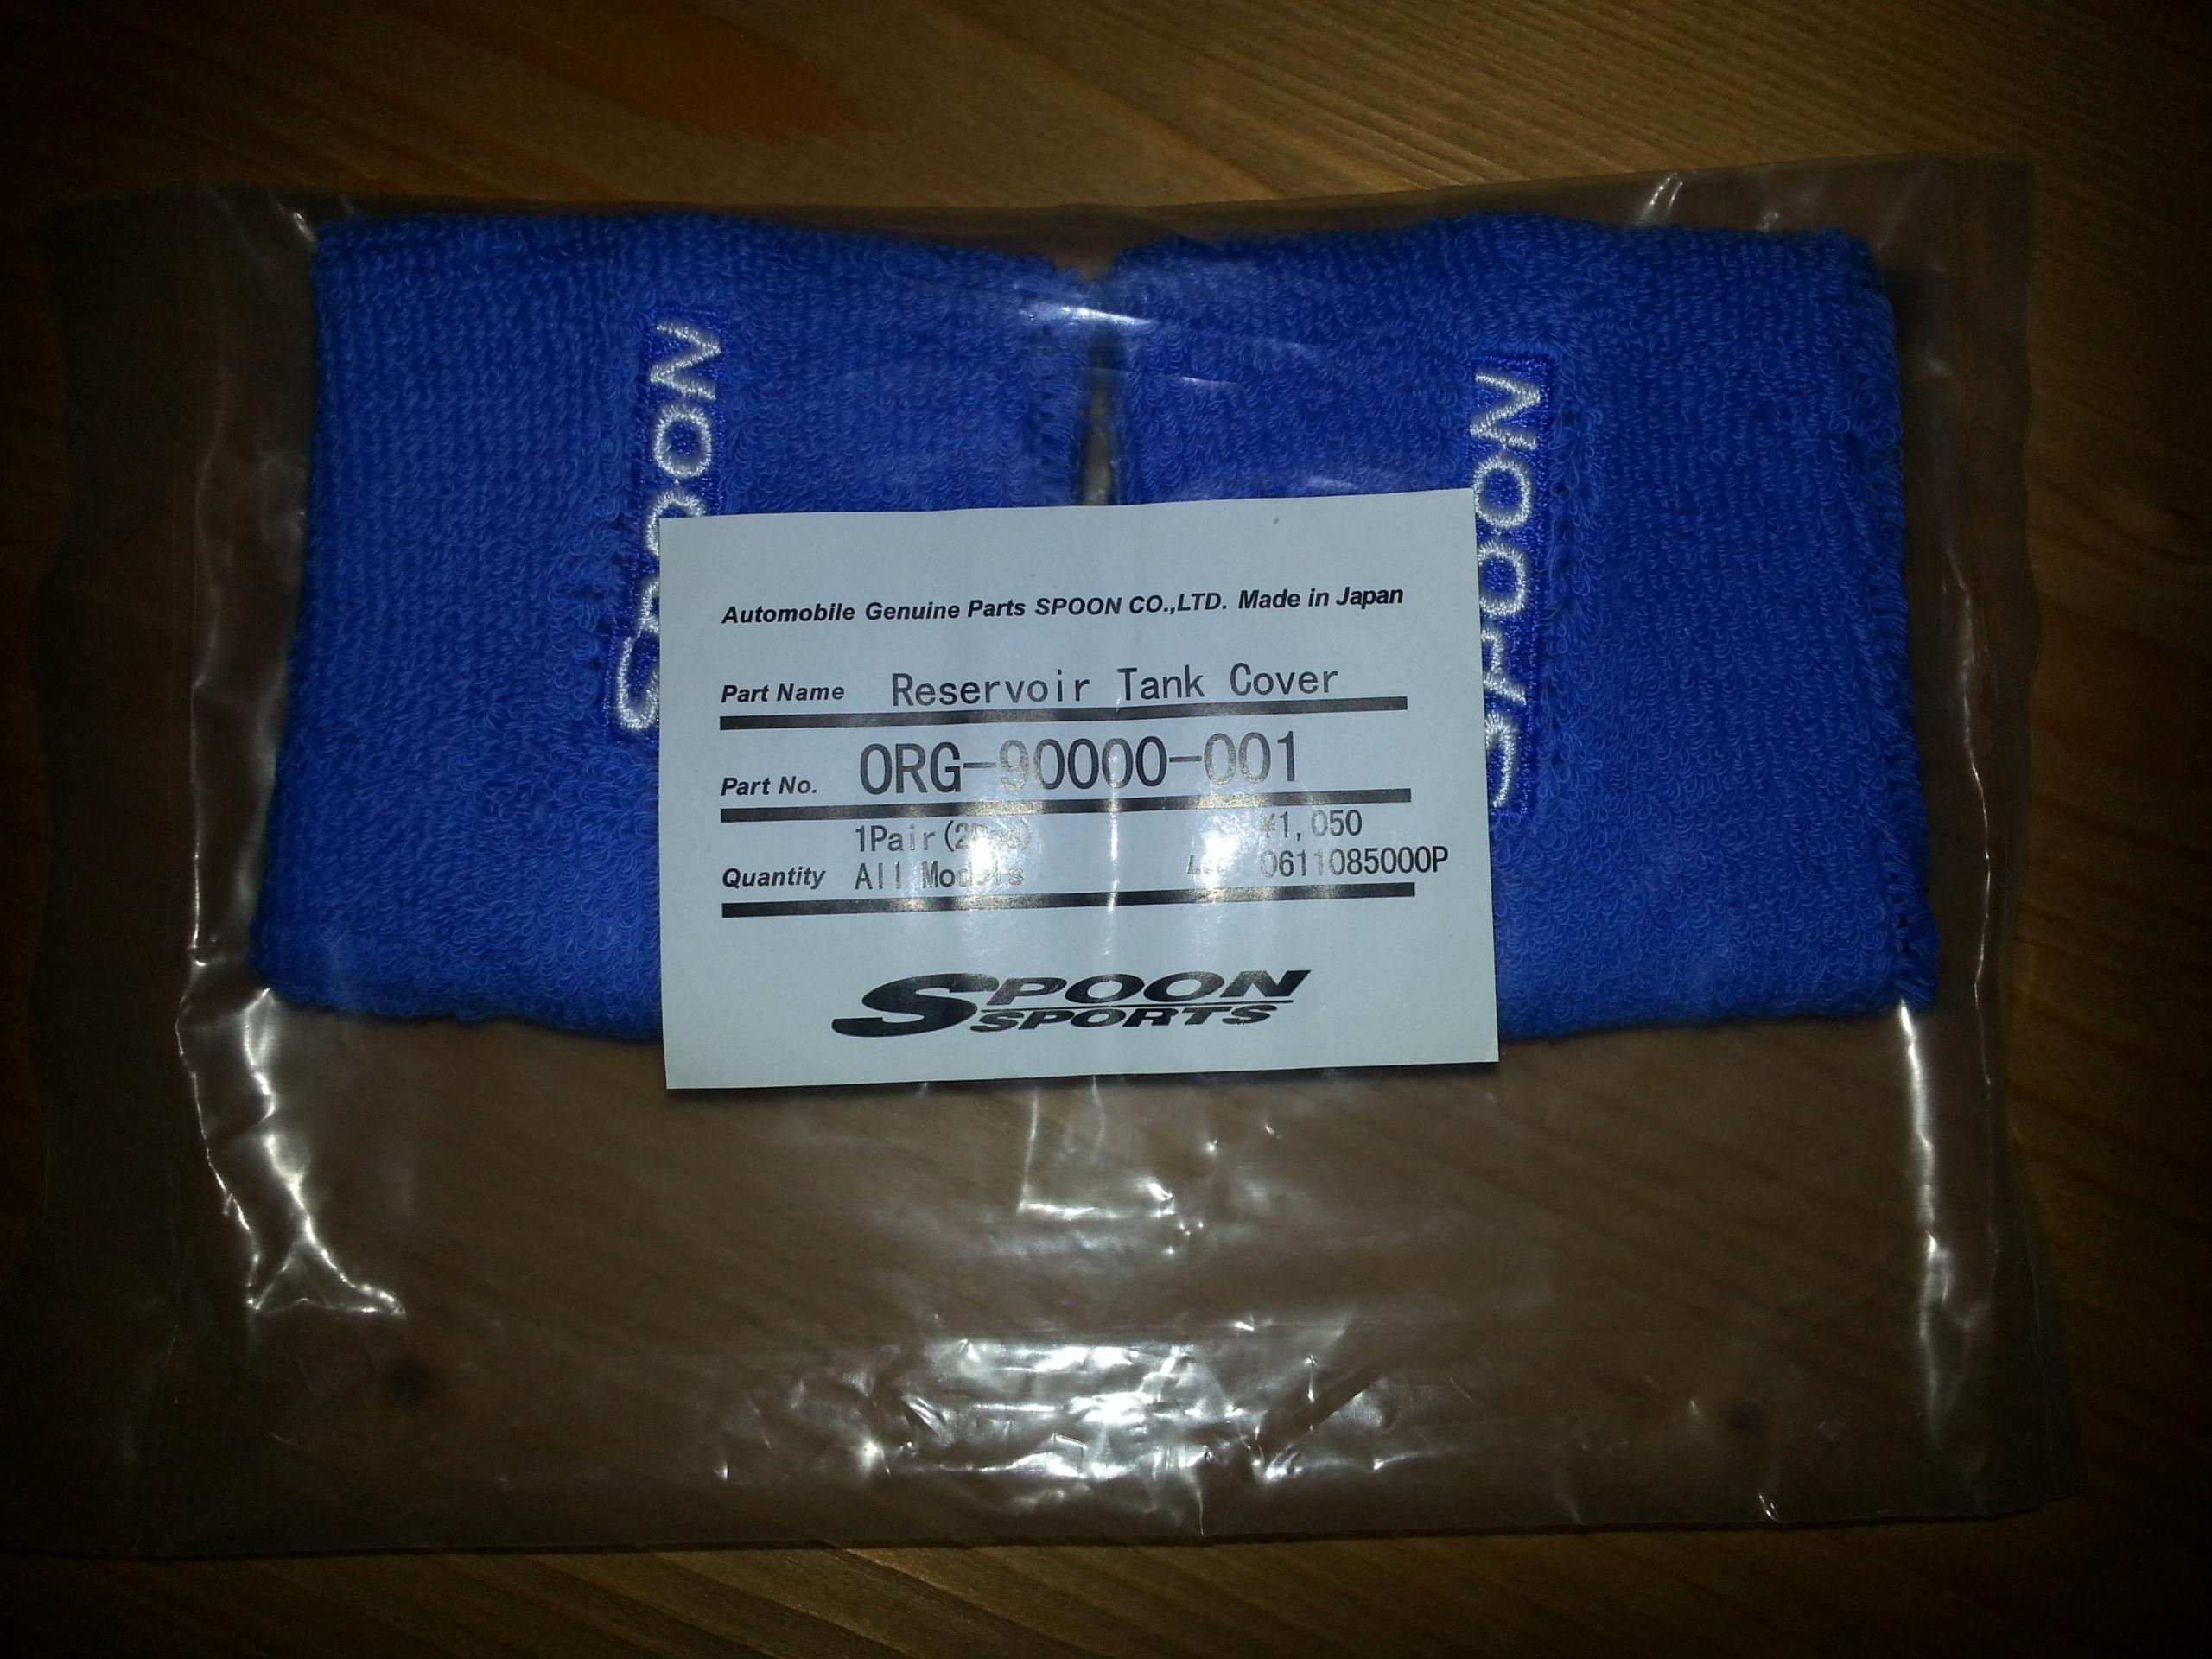 SPOON
SPOON
Automobile Genuine Parts SPOON CO.,LTD. Made in Japan
Part Name Reservoir Tank Cover
Part No. ORG-90000-001
1Pair(2 ¥1,050
Quantity All Models 0611085000P
SPOON
SPORTS